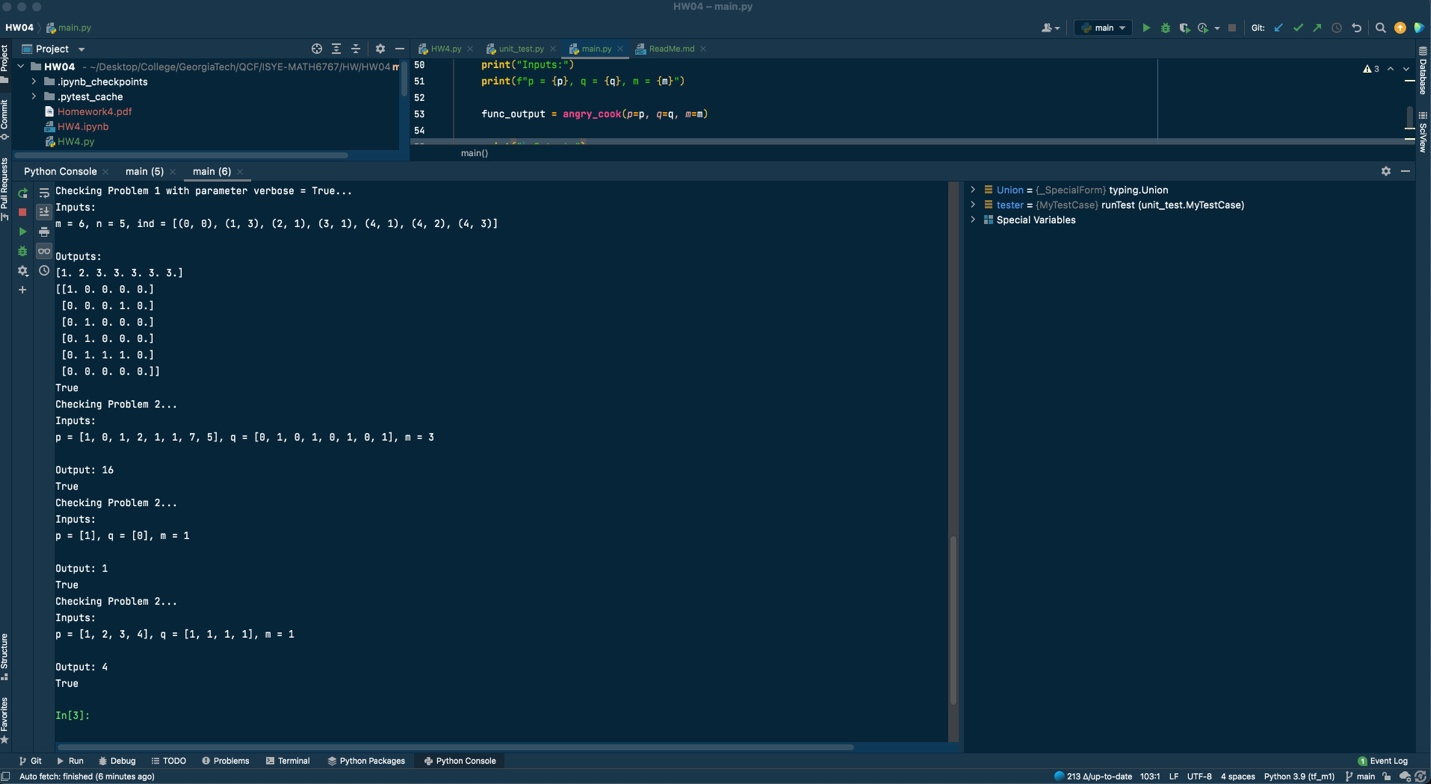 HW04 – main.py
HW04 main.py
main
Git:
Project
HW4.py
unit_test.py
main.py
ReadMe.md
HW04 - ~/Desktop/College/GeorgiaTech/QCF/ISYE-MATH6767/HW/HW04 m
.ipynb_checkpoints
.pytest_cache
Homework4.pdf
HW4.ipynb
HW4.py
50 print("Inputs:")
51 print(f"p = {p}, q = {q}, m = {m}")
52
53 func_output = angry_cook(p=p, q=q, m=m)
54
3
main()
Python Console
main (5)
main (6)
Checking Problem 1 with parameter verbose = True...
Inputs:
m = 6, n = 5, ind = [(0, 0), (1, 3), (2, 1), (3, 1), (4, 1), (4, 2), (4, 3)]
Outputs:
[1. 2. 3. 3. 3. 3. 3.]
[[1. 0. 0. 0. 0.]
[0. 0. 0. 1. 0.]
[0. 1. 0. 0. 0.]
[0. 1. 0. 0. 0.]
[0. 1. 1. 1. 0.]
[0. 0. 0. 0. 0.]]
True
Checking Problem 2...
Inputs:
p = [1, 0, 1, 2, 1, 1, 7, 5], q = [0, 1, 0, 1, 0, 1, 0, 1], m = 3
Output: 16
True
Checking Problem 2...
Inputs:
p = [1], q = [0], m = 1
Output: 1
True
Checking Problem 2...
Inputs:
p = [1, 2, 3, 4], q = [1, 1, 1, 1], m = 1
Output: 4
True
In[3]:
Union = {_SpecialForm} typing.Union
tester = {MyTestCase} runTest (unit_test.MyTestCase)
Special Variables
Project
Commit
Pull Requests
Structure
Favorites
Database
SciView
Git
Run
Debug
TODO
Problems
Terminal
Python Packages
Python Console
1 Event Log
Auto fetch: finished (6 minutes ago)
213 Δ/up-to-date 103:1 LF UTF-8 4 spaces Python 3.9 (tf_m1) main